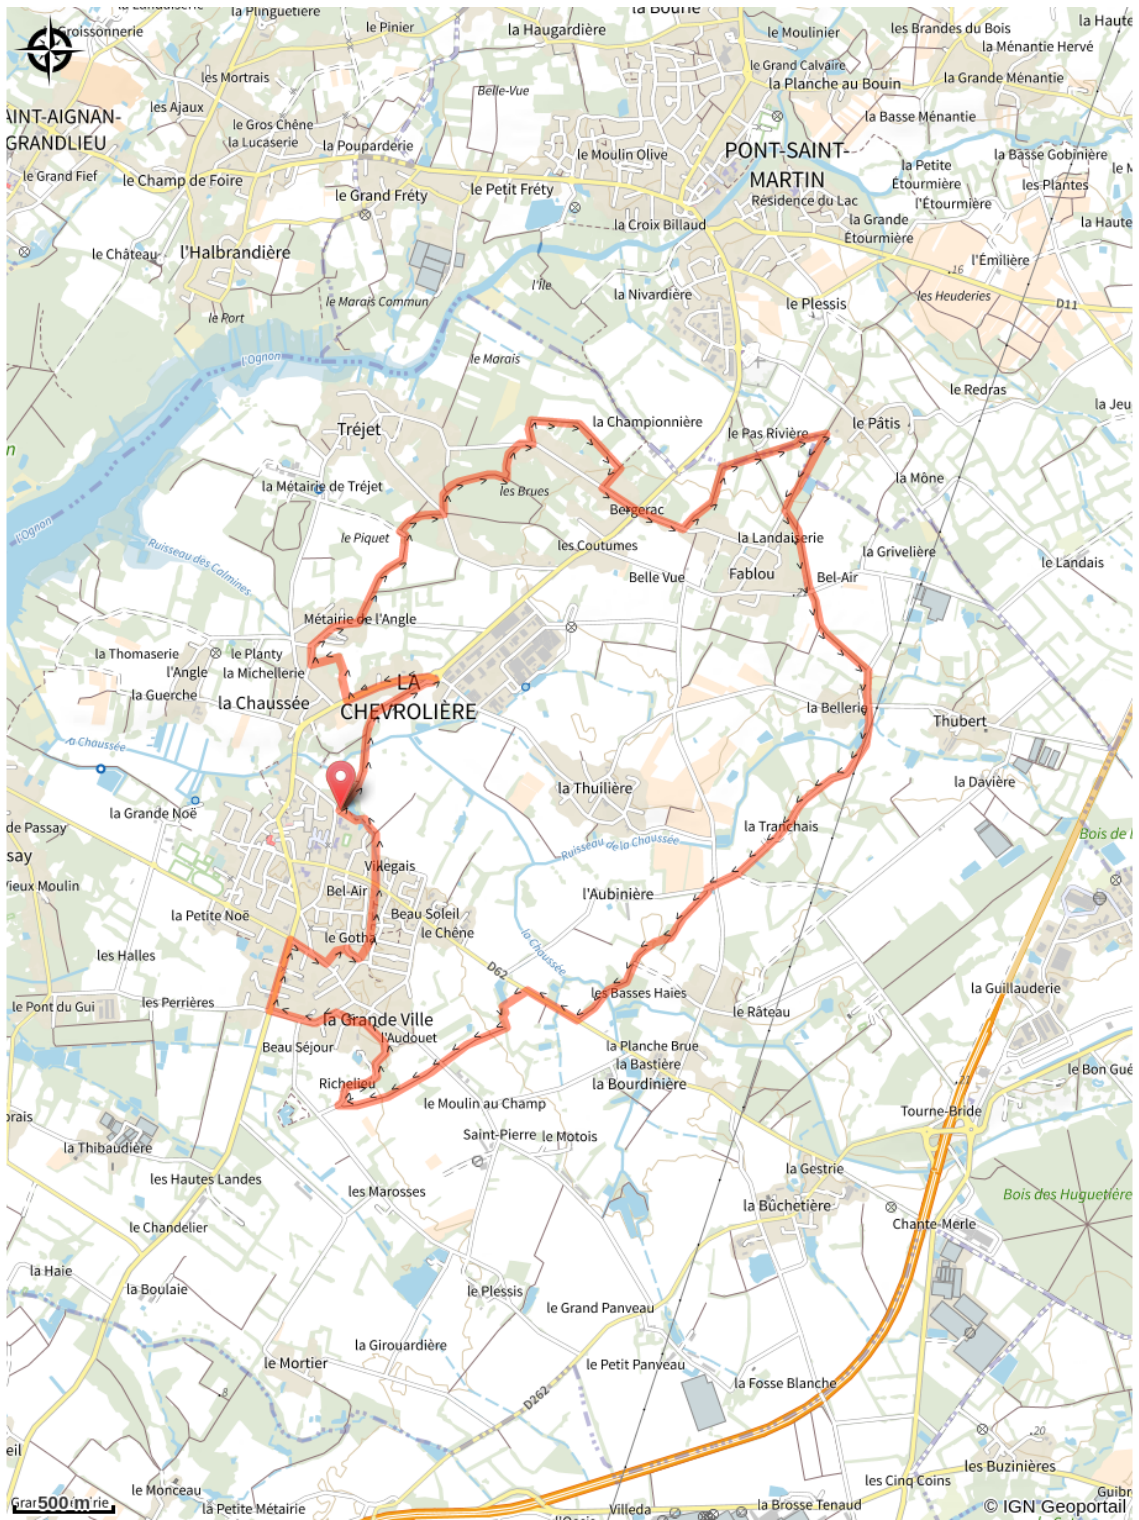 la Plinguetière
la Bourie
le Pinier
la Haugardière
le Moulinier
les Brandes du Bois
la Haute
Croissonnerie
la Ménantie Hervé
les Mortrais
le Grand Calvaire
la Planche au Bouin
la Grande Ménantie
Belle-Vue
les Ajaux
la Basse Ménantie
AINT-AIGNAN-
GRANDLIEU
le Gros Chêne
la Lucaserie
la Pouparderie
le Moulin Olive
PONT-SAINT-
MARTIN
la Petite
Étourmière
la Basse Gobinière
le Grand Fief
le Champ de Foire
le Grand Fréty
le Petit Fréty
Résidence du Lac
l'Étourmière
les Plantes
la Croix Billaud
la Grande
Étourmière
la Haute
le Château
l'Halbrandière
l'Émilière
16
l'Île
la Nivardière
le Plessis
les Heuderies
D11
le Marais Commun
le Port
l'Ognon
le Marais
le Redras
la Jeu
Tréjet
la Championnière
le Pas Rivière
le Pâtis
la Métairie de Tréjet
les Brues
la Mône
Bergerac
l'Ognon
le Piquet
les Coutumes
la Landaiserie
la Grivelière
Ruisseau des Calmines
Belle Vue
Fablou
Bel-Air
le Landais
Métairie de l'Angle
la Thomaserie
le Planty
l'Angle
la Michellerie
la Guerche
la Chaussée
LA
CHEVROLIÈRE
la Bellerie
Thubert
la Chaussée
la Thuilière
la Davière
la Grande Noë
de Passay
la Tranchais
Bois de l
say
Ruisseau de la Chaussée
Villegais
Vieux Moulin
Bel-Air
l'Aubinière
la Petite Noë
Beau Soleil
le Chêne
le Gotha
la Chaussée
les Halles
D62
les Basses Haies
la Guillauderie
le Pont du Gui
les Perrières
la Grande Ville
le Râteau
l'Audouet
Beau Séjour
la Planche Brue
la Bastière
la Bourdinière
le Bon Gué
Richelieu
le Moulin au Champ
Tourne-Bride
Saint-Pierre
le Motois
la Thibaudière
la Gestrie
les Hautes Landes
les Marosses
la Bûchetière
Bois des Huguetières
le Chandelier
Chante-Merle
la Haie
la Boulaie
le Plessis
le Grand Panveau
la Girouardière
le Mortier
le Petit Panveau
8
D262
la Fosse Blanche
20
les Buzinières
les Cinq Coins
le Monceau
Guibr
500 m
la Petite Métairie
Villeda
la Brosse Tenaud
© IGN Geoportail